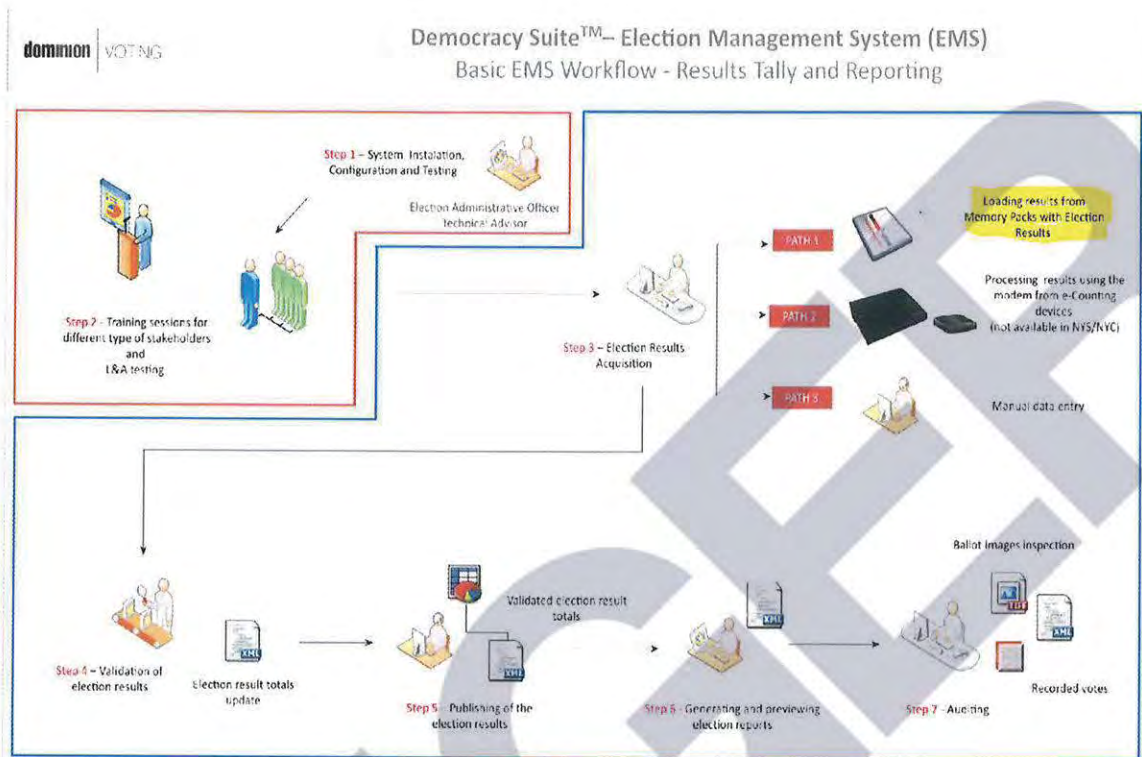 dominion | VOTING
Democracy Suite™– Election Management System (EMS)
Basic EMS Workflow - Results Tally and Reporting
Step 1 – System Instalation,
Configuration and Testing
Election Administrative Officer
Technical Advisor
Step 2 - Training sessions for
different type of stakeholders
and
L&A testing
Step 3 – Election Results
Acquisition
PATH 1
Loading results from
Memory Packs with Election
Results
PATH 2
Processing results using the
modem from e-Counting
devices
(not available in NYS/NYC)
PATH 3
Manual data entry
Step 4 – Validation of
election results
XML
Election result totals
update
Validated election result
totals
XML
Step 5 - Publishing of the
election results
XML
Step 6 - Generating and previewing
election reports
Ballot images inspection
XML
Recorded votes
Step 7 - Auditing